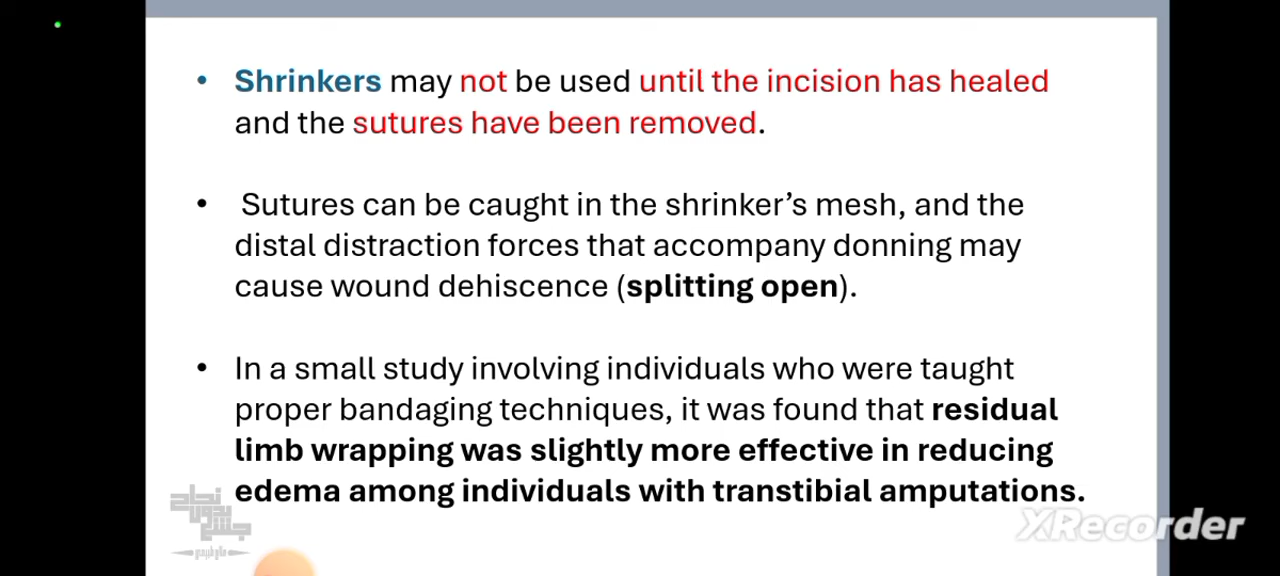 • Shrinkers may not be used until the incision has healed
and the sutures have been removed.
• Sutures can be caught in the shrinker’s mesh, and the
distal distraction forces that accompany donning may
cause wound dehiscence (splitting open).
• In a small study involving individuals who were taught
proper bandaging techniques, it was found that residual
limb wrapping was slightly more effective in reducing
edema among individuals with transtibial amputations.
XRecorder